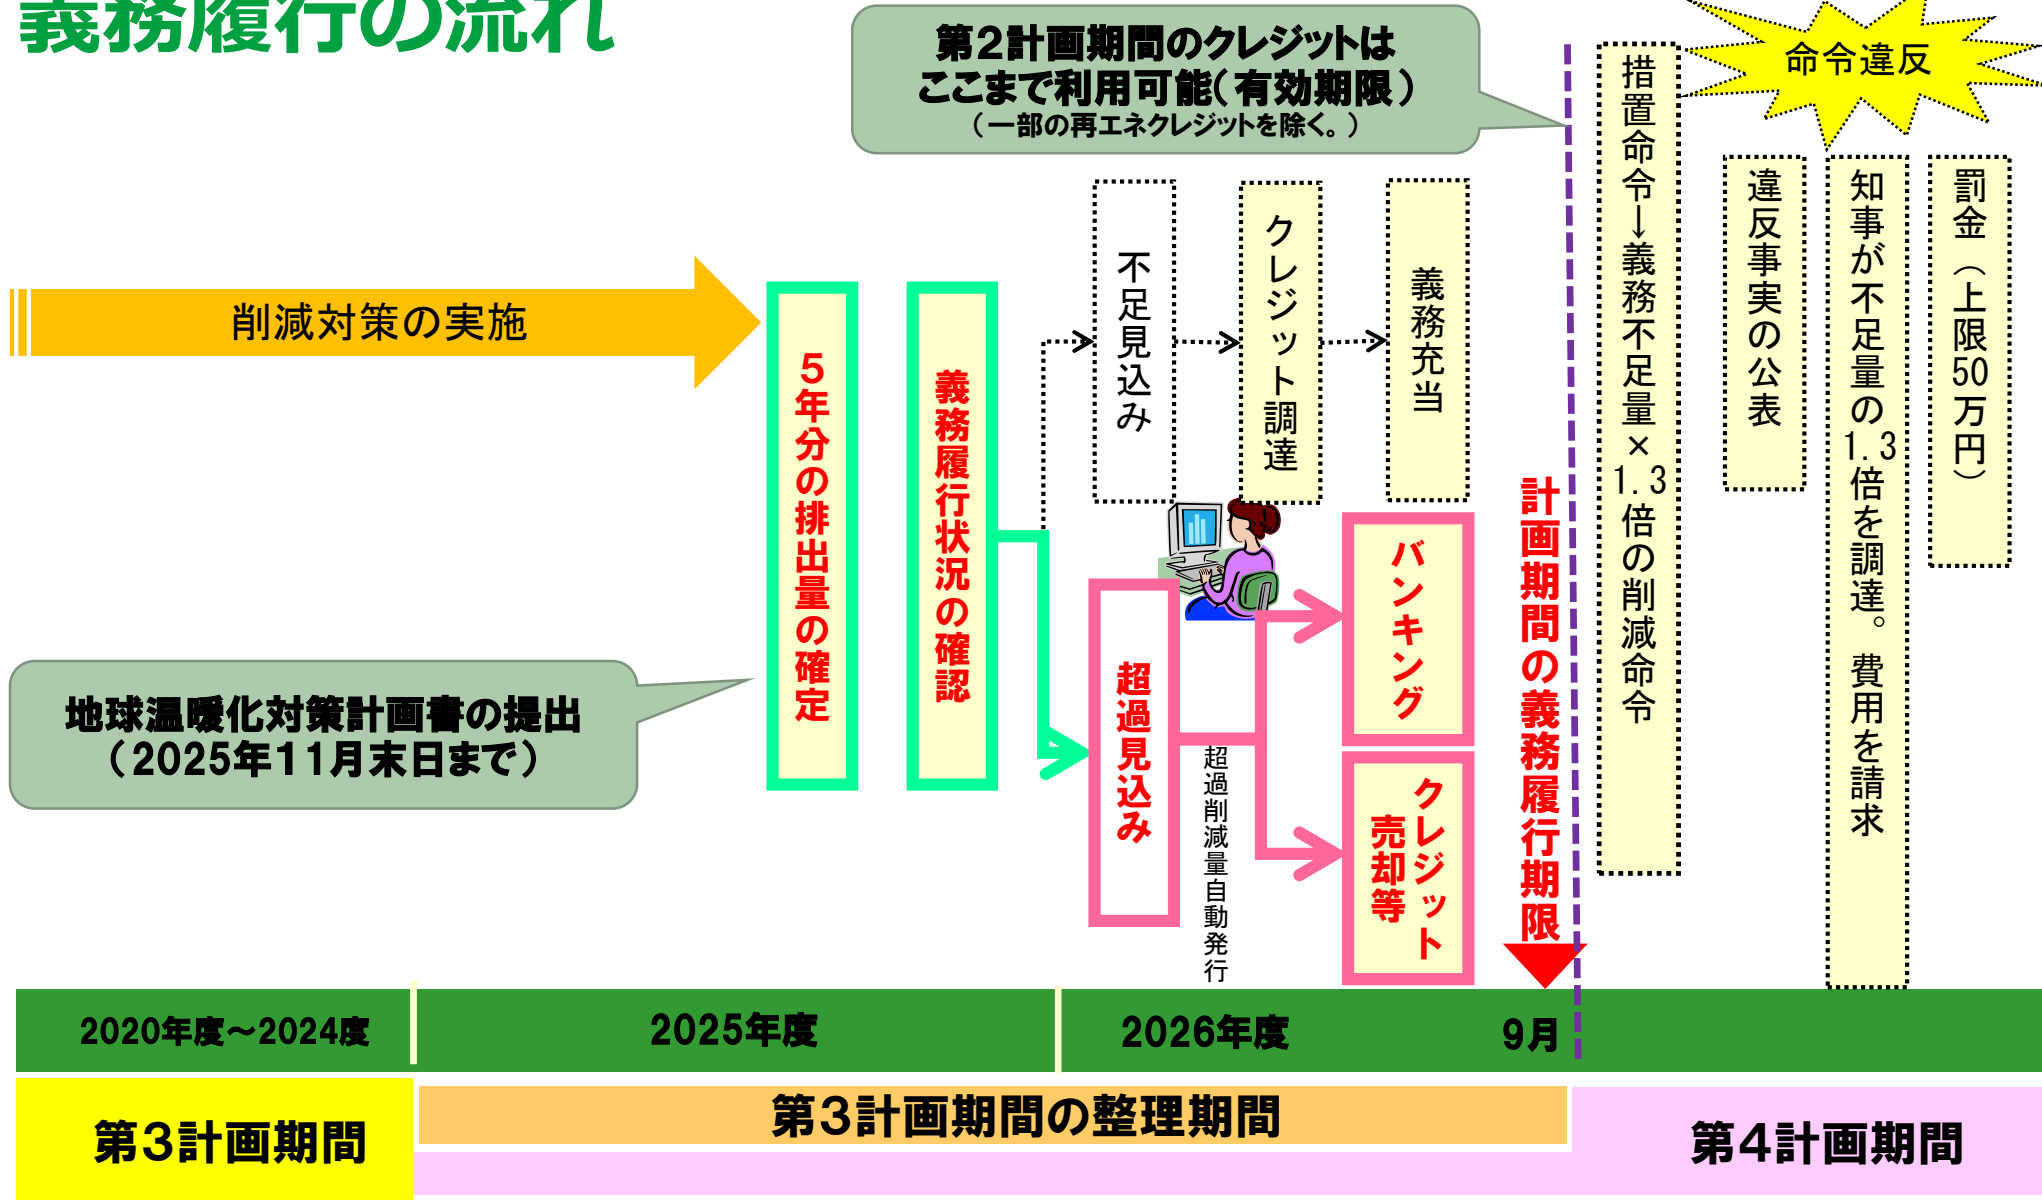 義務履行の流れ
第2計画期間のクレジットは
ここまで利用可能(有効期限)
(一部の再エネクレジットを除く。)
命令違反
削減対策の実施
5年分の排出量の確定
義務履行状況の確認
不足見込み
クレジット調達
義務充当
措置命令→義務不足量×1.3倍の削減命令
違反事実の公表
知事が不足量の1.3倍を調達。費用を請求
罰金(上限50万円)
地球温暖化対策計画書の提出
(2025年11月末日まで)
超過見込み
超過削減量自動発行
バンキング
クレジット
売却等
計画期間の義務履行期限
2020年度~2024度
2025年度
2026年度
9月
第3計画期間
第3計画期間の整理期間
第4計画期間